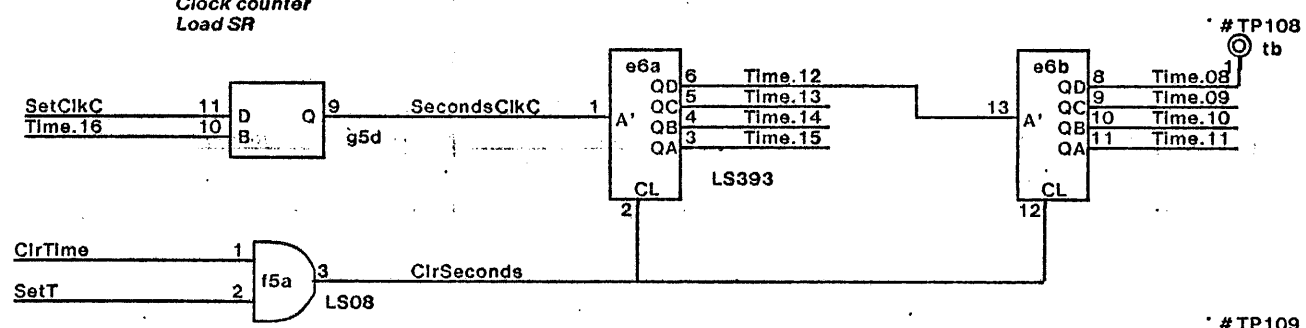 Clock counter
Load SR
#TP108
tb
1
e6a
e6b
6 Time.12
QD
8 Time.08
QD
SetClkC 11 D Q 9 SecondsClkC 1 A'
5 Time.13
QC
13 A'
9 Time.09
QC
Time.16 10 B
g5d
4 Time.14
QB
10 Time.10
QB
3 Time.15
QA
11 Time.11
QA
LS393
CL
2
CL
12
ClrTime 1
f5a
3 ClrSeconds
SetT 2
LS08
#TP109